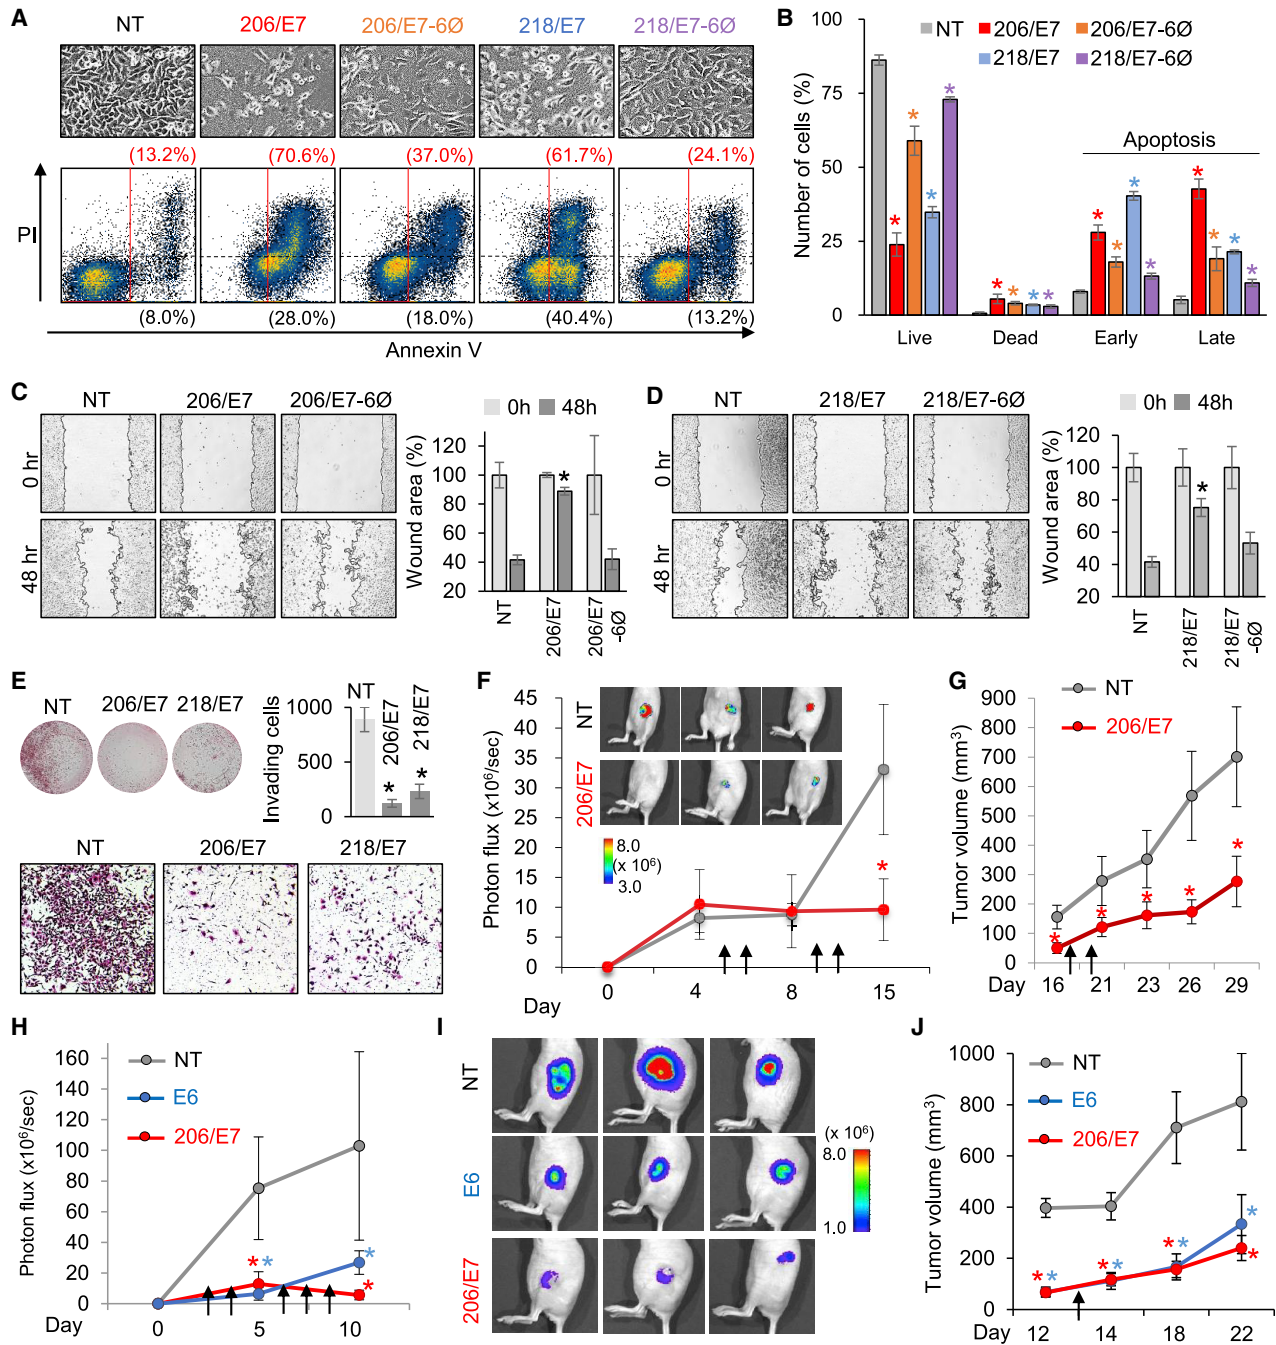 A
NT 206/E7 206/E7-6Ø 218/E7 218/E7-6Ø
(13.2%) (70.6%) (37.0%) (61.7%) (24.1%)
PI
(8.0%) (28.0%) (18.0%) (40.4%) (13.2%)
Annexin V
B
NT 206/E7 206/E7-6Ø
218/E7 218/E7-6Ø
Number of cells (%)
100
75
50
25
0
Apoptosis
* * * * * * * * * * * * * * * *
Live Dead Early Late
C
NT 206/E7 206/E7-6Ø
0 hr
48 hr
0h 48h
Wound area (%)
120
100
80
60
40
20
*
NT 206/E7 206/E7 -6Ø
D
NT 218/E7 218/E7-6Ø
0 hr
48 hr
0h 48h
Wound area (%)
120
100
80
60
40
20
*
NT 218/E7 218/E7 -6Ø
E
NT 206/E7 218/E7
Invading cells
1000
500
0
NT 206/E7 218/E7
* *
NT 206/E7 218/E7
F
Photon flux (x10⁶/sec)
45
40
35
30
25
20
15
10
5
0
NT
206/E7
8.0
(x 10⁶)
3.0
*
Day 0 4 8 15
G
NT
206/E7
Tumor volume (mm³)
900
800
700
600
500
400
300
200
100
0
* * * * *
Day 16 21 23 26 29
H
NT
E6
206/E7
Photon flux (x10⁶/sec)
160
140
120
100
80
60
40
20
0
* * * *
Day 0 5 10
I
NT
E6
206/E7
(x 10⁶)
8.0
1.0
J
NT
E6
206/E7
Tumor volume (mm³)
1000
800
600
400
200
0
* * * * * * * *
Day 12 14 18 22